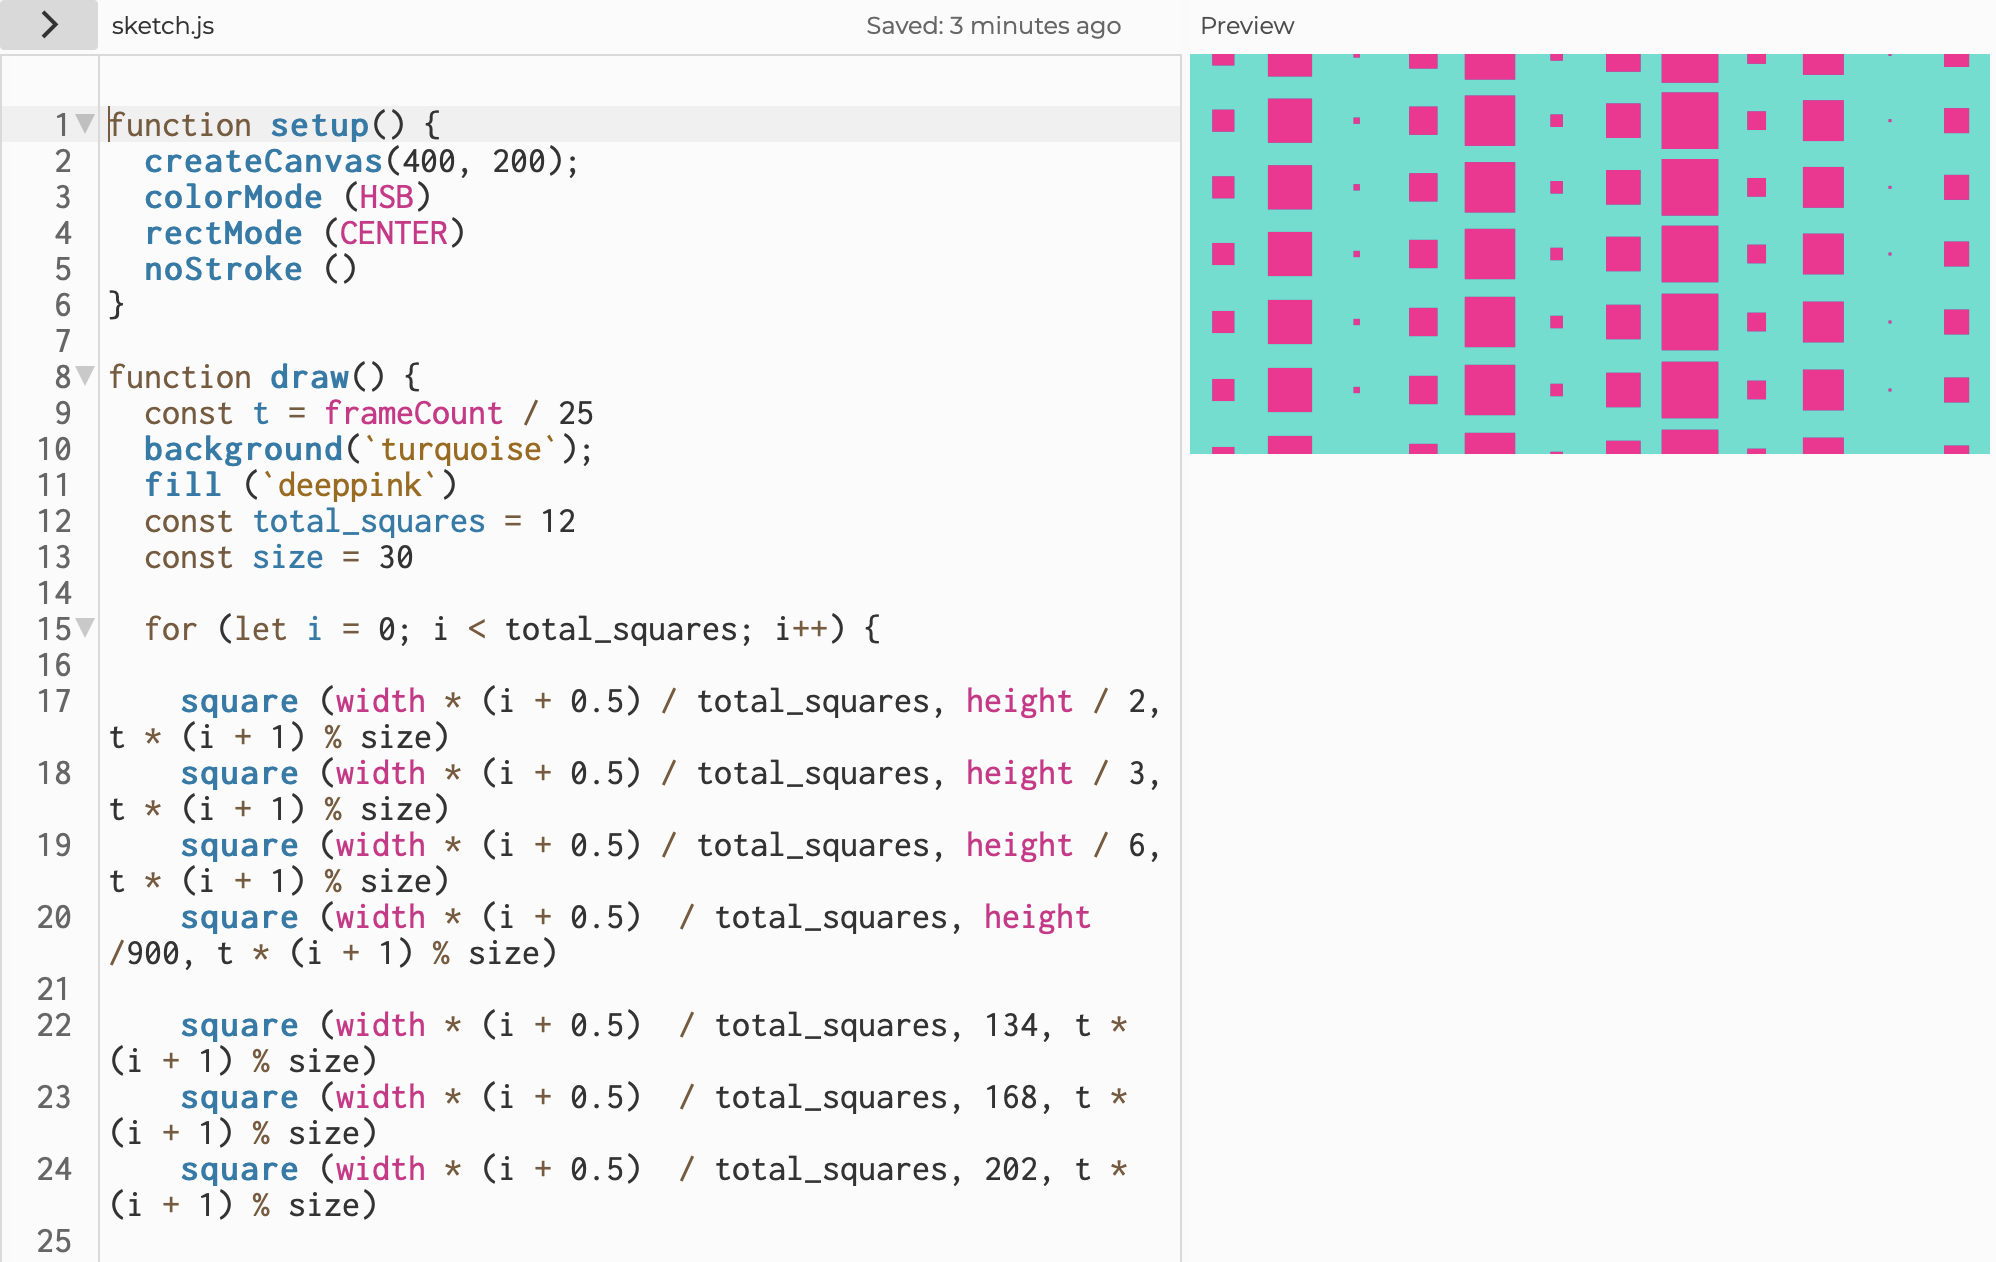 sketch.js
Saved: 3 minutes ago
Preview
1 function setup() {
2   createCanvas(400, 200);
3   colorMode (HSB)
4   rectMode (CENTER)
5   noStroke ()
6 }
7
8 function draw() {
9   const t = frameCount / 25
10   background(`turquoise`);
11   fill (`deeppink`)
12   const total_squares = 12
13   const size = 30
14
15   for (let i = 0; i < total_squares; i++) {
16
17     square (width * (i + 0.5) / total_squares, height / 2,
t * (i + 1) % size)
18     square (width * (i + 0.5) / total_squares, height / 3,
t * (i + 1) % size)
19     square (width * (i + 0.5) / total_squares, height / 6,
t * (i + 1) % size)
20     square (width * (i + 0.5)  / total_squares, height
/900, t * (i + 1) % size)
21
22     square (width * (i + 0.5)  / total_squares, 134, t *
(i + 1) % size)
23     square (width * (i + 0.5)  / total_squares, 168, t *
(i + 1) % size)
24     square (width * (i + 0.5)  / total_squares, 202, t *
(i + 1) % size)
25